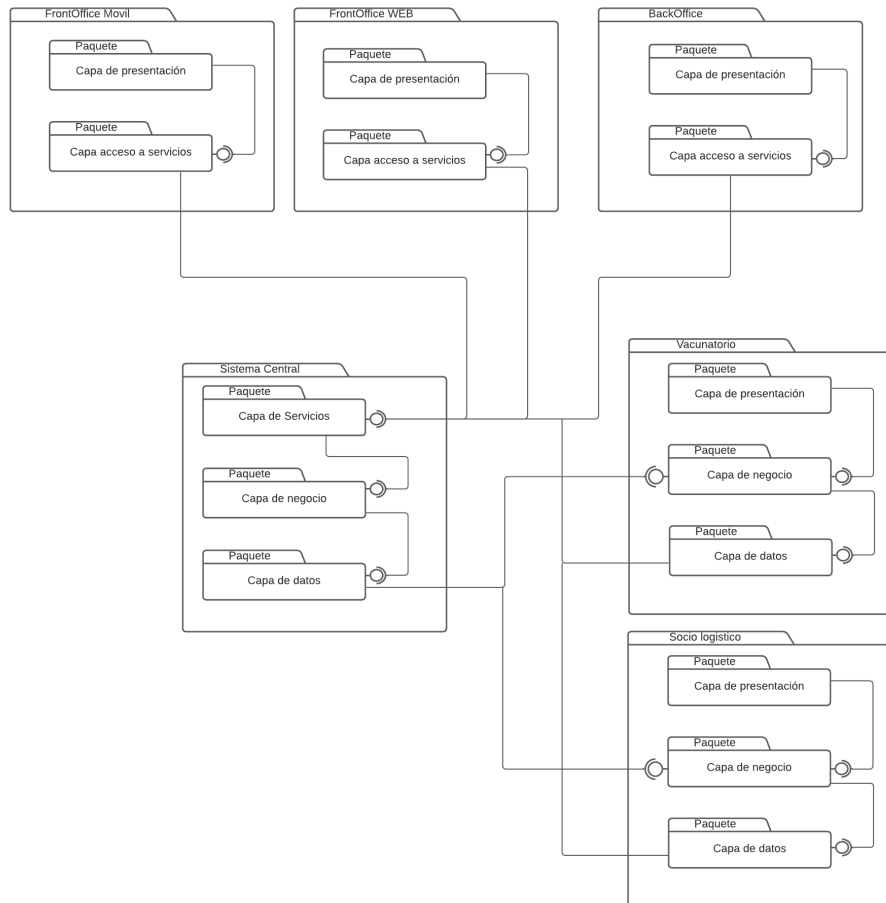 FrontOffice Movil
Paquete
Capa de presentación
Paquete
Capa acceso a servicios
FrontOffice WEB
Paquete
Capa de presentación
Paquete
Capa acceso a servicios
BackOffice
Paquete
Capa de presentación
Paquete
Capa acceso a servicios
Sistema Central
Paquete
Capa de Servicios
Paquete
Capa de negocio
Paquete
Capa de datos
Vacunatorio
Paquete
Capa de presentación
Paquete
Capa de negocio
Paquete
Capa de datos
Socio logistico
Paquete
Capa de presentación
Paquete
Capa de negocio
Paquete
Capa de datos